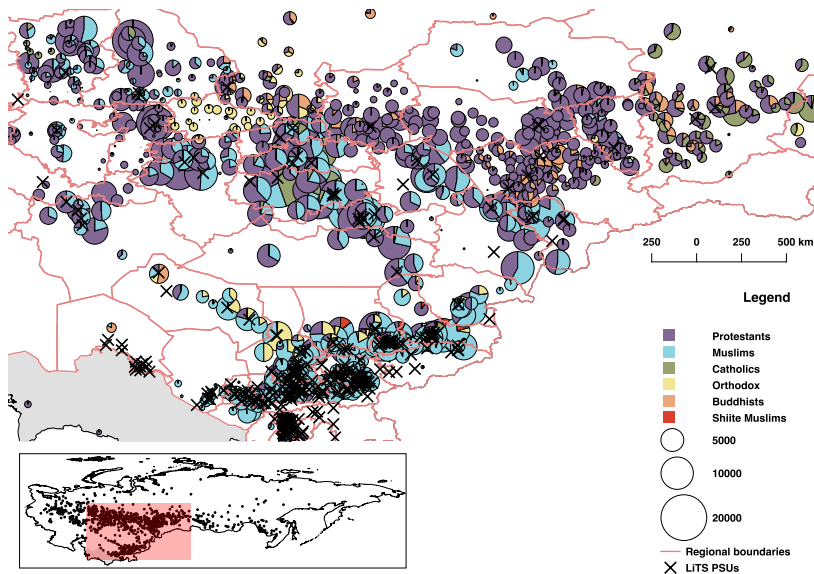 250 0 250 500 km
Legend
Protestants
Muslims
Catholics
Orthodox
Buddhists
Shiite Muslims
5000
10000
20000
Regional boundaries
LiTS PSUs